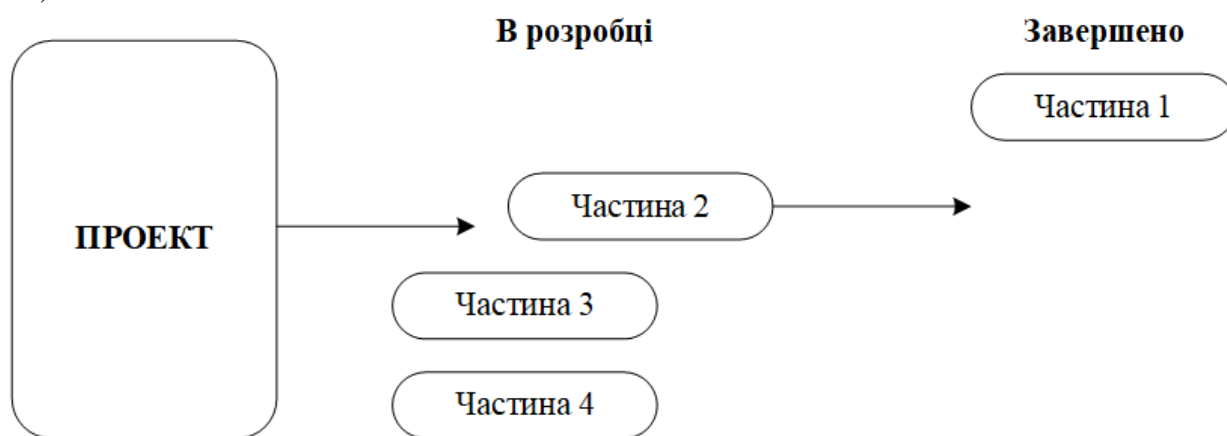 )
В розробці
Завершено
Частина 1
Частина 2
ПРОЕКТ
Частина 3
Частина 4